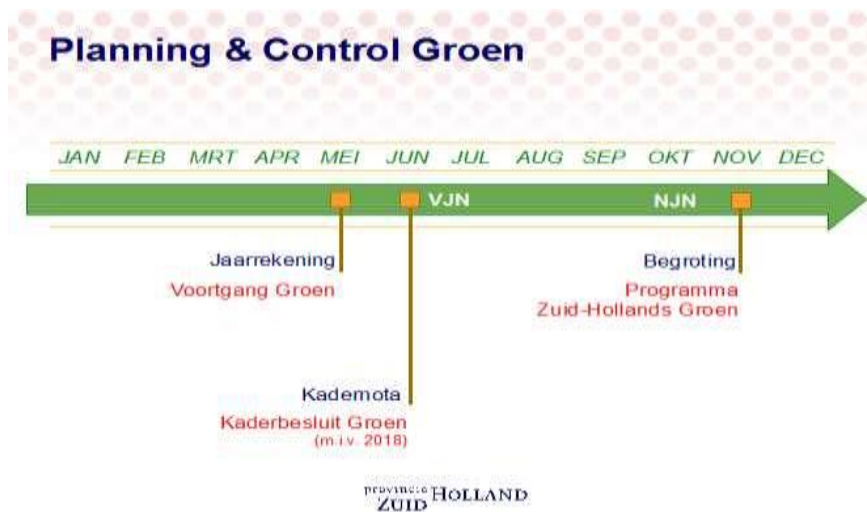 Planning & Control Groen
JAN FEB MRT APR MEI JUN JUL AUG SEP OKT NOV DEC
VJN NJN
Jaarrekening
Voortgang Groen
Begroting
Programma
Zuid-Hollands Groen
Kadernota
Kaderbesluit Groen
(m.i.v. 2018)
provincie HOLLAND
ZUID